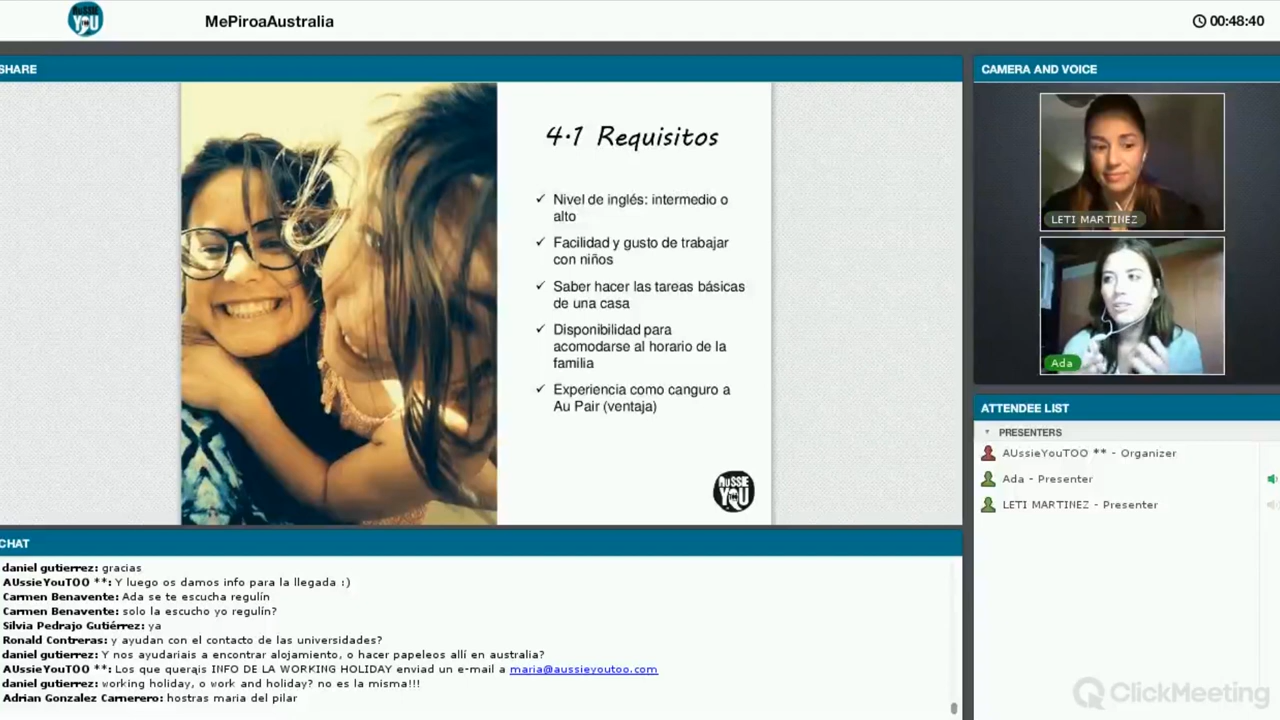 AUSSIE
YOU
MePiroaAustralia
00:48:40
SHARE
CAMERA AND VOICE
4.1 Requisitos
✓ Nivel de inglés: intermedio o
alto
✓ Facilidad y gusto de trabajar
con niños
✓ Saber hacer las tareas básicas
de una casa
✓ Disponibilidad para
acomodarse al horario de la
familia
✓ Experiencia como canguro a
Au Pair (ventaja)
AUSSIE
YOU
LETI MARTINEZ
Ada
ATTENDEE LIST
PRESENTERS
AUssieYouTOO ** - Organizer
Ada - Presenter
LETI MARTINEZ - Presenter
CHAT
daniel gutierrez: gracias
AUssieYouTOO **: Y luego os damos info para la llegada :)
Carmen Benavente: Ada se te escucha regulín
Carmen Benavente: solo la escucho yo regulín?
Silvia Pedrajo Gutiérrez: ya
Ronald Contreras: y ayudan con el contacto de las universidades?
daniel gutierrez: Y nos ayudariais a encontrar alojamiento, o hacer papeleos allí en australia?
AUssieYouTOO **: Los que querąis INFO DE LA WORKING HOLIDAY enviad un e-mail a maria@aussieyoutoo.com
daniel gutierrez: working holiday, o work and holiday? no es la misma!!!
Adrian Gonzalez Carnerero: hostras maria del pilar
ClickMeeting